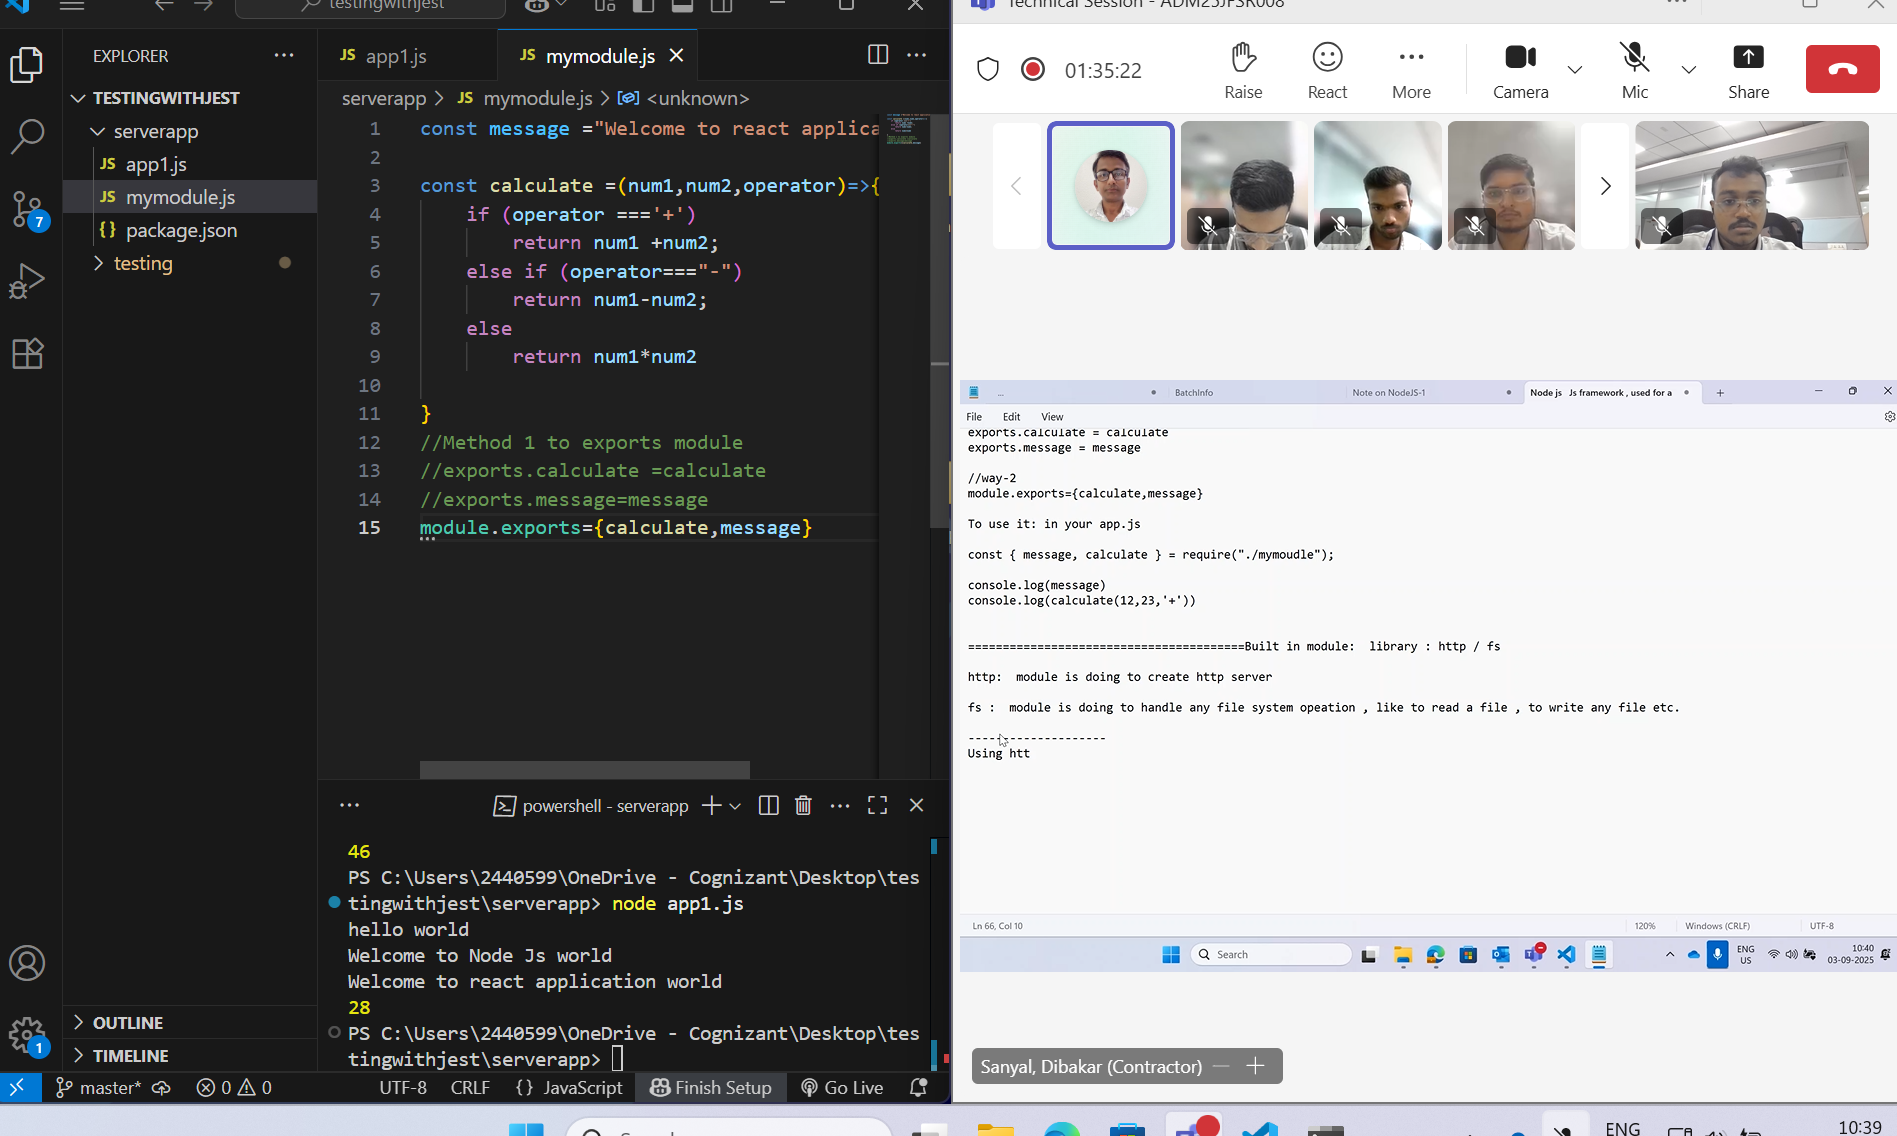 testingwithjest
EXPLORER
TESTINGWITHJEST
serverapp
JS app1.js
JS mymodule.js
{} package.json
testing
7
OUTLINE
TIMELINE
1
JS app1.js
JS mymodule.js
serverapp > JS mymodule.js > <unknown>
1 const message ="Welcome to react applica
2
3 const calculate =(num1,num2,operator)=>{
4 if (operator ==='+')
5 return num1 +num2;
6 else if (operator==="-")
7 return num1-num2;
8 else
9 return num1*num2
10
11 }
12 //Method 1 to exports module
13 //exports.calculate =calculate
14 //exports.message=message
15 module.exports={calculate,message}
powershell - serverapp
46
PS C:\Users\2440599\OneDrive - Cognizant\Desktop\tes
tingwithjest\serverapp> node app1.js
hello world
Welcome to Node Js world
Welcome to react application world
28
PS C:\Users\2440599\OneDrive - Cognizant\Desktop\tes
tingwithjest\serverapp>
master* 0 0 UTF-8 CRLF {} JavaScript Finish Setup Go Live
Technical Session - ADM25JFSR008
01:35:22
Raise React More Camera Mic Share
... BatchInfo Note on NodeJS-1 Node js Js framework , used for a
File Edit View
exports.calculate = calculate
exports.message = message
//way-2
module.exports={calculate,message}
To use it: in your app.js
const { message, calculate } = require("./mymoudle");
console.log(message)
console.log(calculate(12,23,'+'))
========================================Built in module: library : http / fs
http: module is doing to create http server
fs : module is doing to handle any file system opeation , like to read a file , to write any file etc.
--------------------
Using htt
Ln 66, Col 10 120% Windows (CRLF) UTF-8
Search
ENG
US
10:40
03-09-2025
Sanyal, Dibakar (Contractor)
ENG
10:39